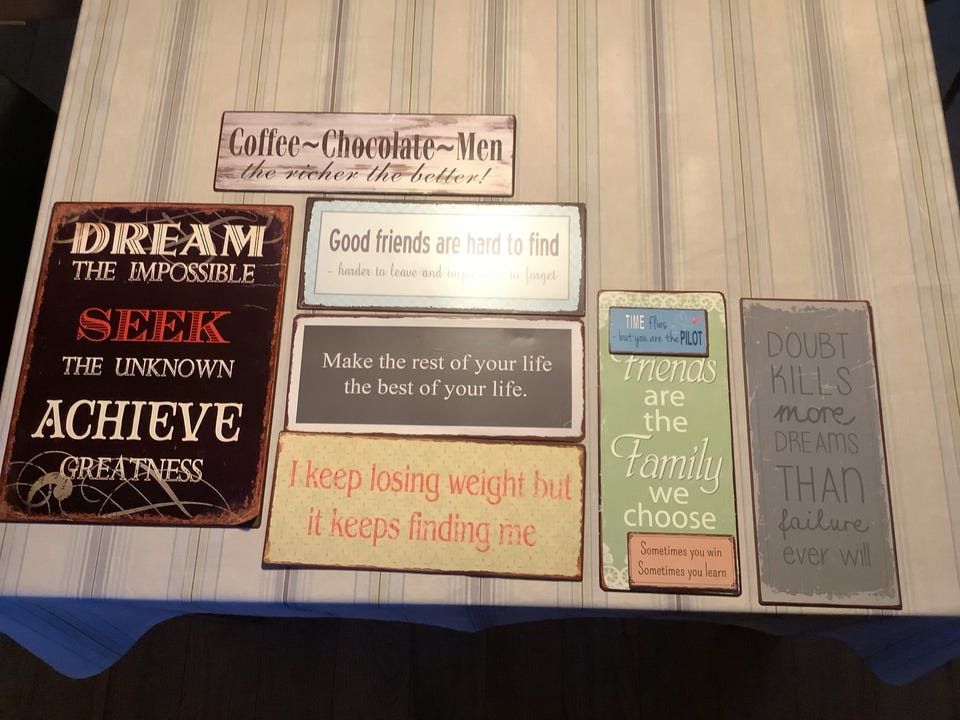 Coffee~Chocolate~Men
the richer the better!
DREAM
THE IMPOSSIBLE
SEEK
THE UNKNOWN
ACHIEVE
GREATNESS
Good friends are hard to find
- harder to leave and impossible to forget
Make the rest of your life
the best of your life.
I keep losing weight but
it keeps finding me
TIME flies
- but you are the PILOT
friends
are
the
Family
we
choose
Sometimes you win
Sometimes you learn
DOUBT
KILLS
more
DREAMS
THAN
failure
ever will